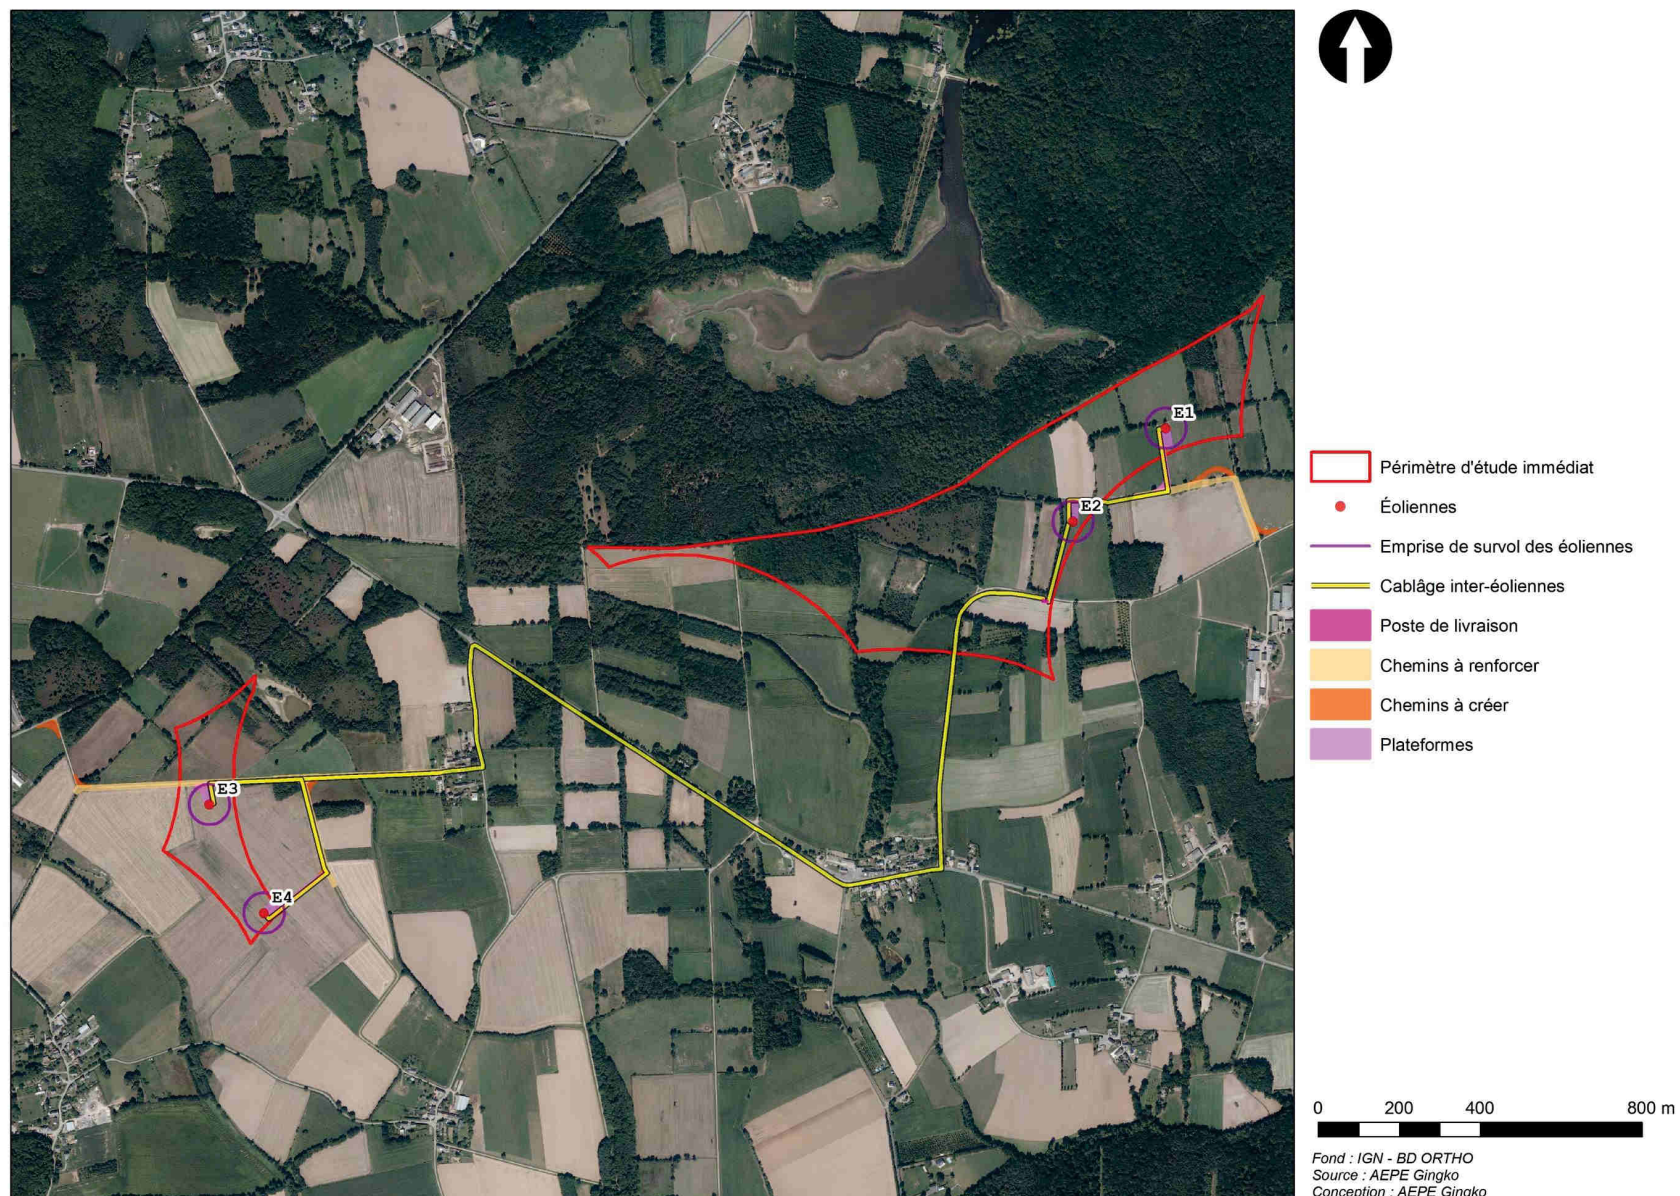 E1
E2
E3
E4
Périmètre d'étude immédiat
Éoliennes
Emprise de survol des éoliennes
Cablâge inter-éoliennes
Poste de livraison
Chemins à renforcer
Chemins à créer
Plateformes
0 200 400 800 m
Fond : IGN - BD ORTHO
Source : AEPE Gingko
Conception : AEPE Gingko